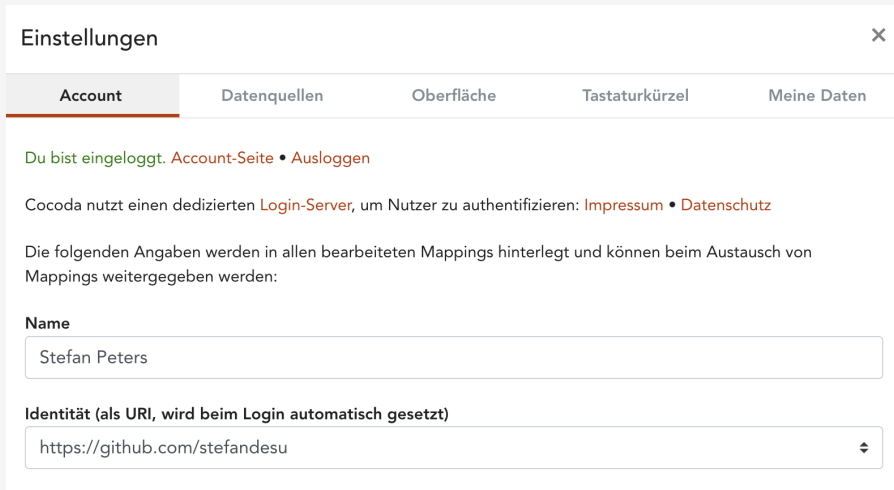 Einstellungen ×
Account Datenquellen Oberfläche Tastaturkürzel Meine Daten
Du bist eingeloggt. Account-Seite • Ausloggen
Cocoda nutzt einen dedizierten Login-Server, um Nutzer zu authentifizieren: Impressum • Datenschutz
Die folgenden Angaben werden in allen bearbeiteten Mappings hinterlegt und können beim Austausch von
Mappings weitergegeben werden:
Name
Stefan Peters
Identität (als URI, wird beim Login automatisch gesetzt)
https://github.com/stefandesu